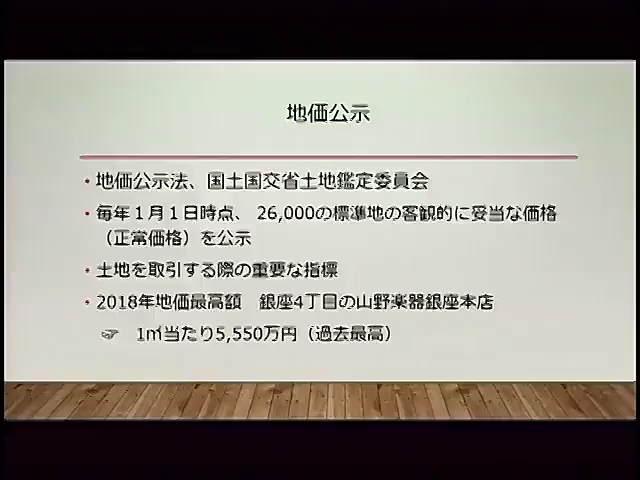 地価公示
・地価公示法、国土国交省土地鑑定委員会
・毎年１月１日時点、 26,000の標準地の客観的に妥当な価格
（正常価格）を公示
・土地を取引する際の重要な指標
・2018年地価最高額　銀座4丁目の山野楽器銀座本店
☞　1㎡当たり5,550万円（過去最高）